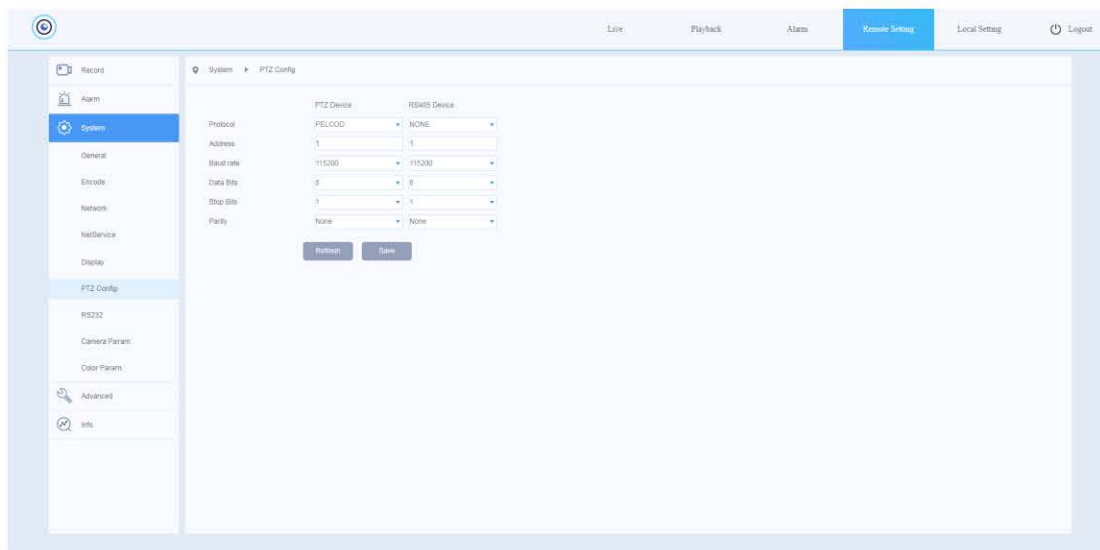 Live Playback Alarm Remote Setting Local Setting Logout
Record
System PTZ Config
Alarm
PTZ Device RS485 Device
System
Protocol PELCOD NONE
Address 1 1
General
Baud rate 115200 115200
Encode
Data Bits 8 8
Stop Bits 1 1
Network
Parity None None
NetService
Refresh Save
Display
PTZ Config
RS232
Camera Param
Color Param
Advanced
Info